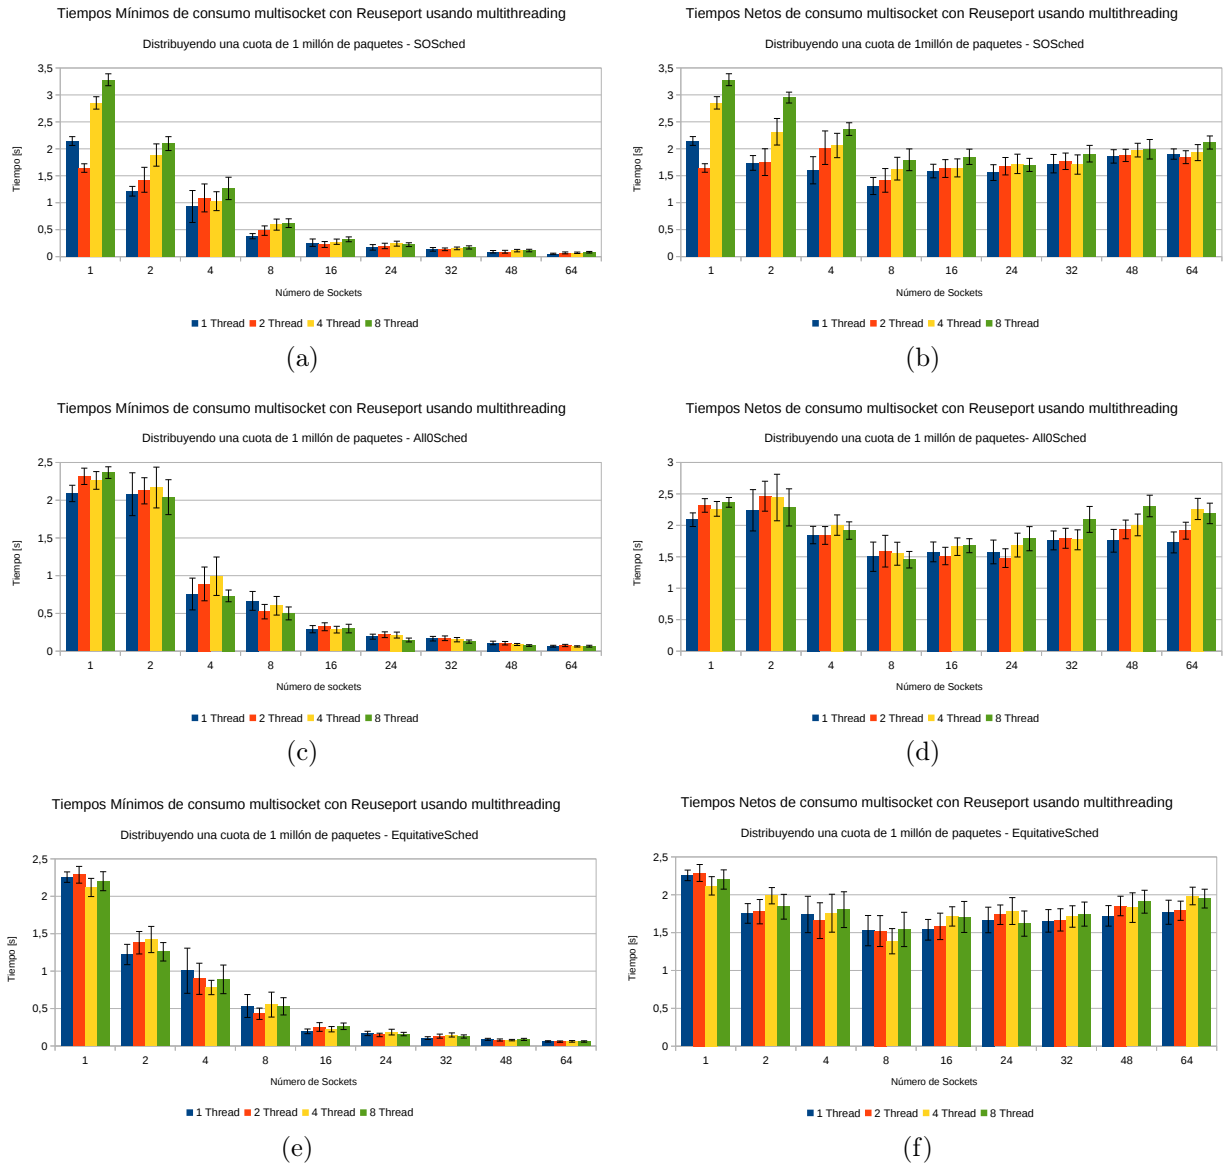 Tiempos Mínimos de consumo multisocket con Reuseport usando multithreading
Distribuyendo una cuota de 1 millón de paquetes - SOSched
Tiempo [s]
3,5
3
2,5
2
1,5
1
0,5
0
1 2 4 8 16 24 32 48 64
Número de Sockets
1 Thread 2 Thread 4 Thread 8 Thread
(a)
Tiempos Netos de consumo multisocket con Reuseport usando multithreading
Distribuyendo una cuota de 1millón de paquetes - SOSched
Tiempo [s]
3,5
3
2,5
2
1,5
1
0,5
0
1 2 4 8 16 24 32 48 64
Número de Sockets
1 Thread 2 Thread 4 Thread 8 Thread
(b)
Tiempos Mínimos de consumo multisocket con Reuseport usando multithreading
Distribuyendo una cuota de 1 millón de paquetes - All0Sched
Tiempo [s]
2,5
2
1,5
1
0,5
0
1 2 4 8 16 24 32 48 64
Número de sockets
1 Thread 2 Thread 4 Thread 8 Thread
(c)
Tiempos Netos de consumo multisocket con Reuseport usando multithreading
Distribuyendo una cuota de 1 millón de paquetes- All0Sched
Tiempo [s]
3
2,5
2
1,5
1
0,5
0
1 2 4 8 16 24 32 48 64
Número de Sockets
1 Thread 2 Thread 4 Thread 8 Thread
(d)
Tiempos Mínimos de consumo multisocket con Reuseport usando multithreading
Distribuyendo una cuota de 1 millón de paquetes - EquitativeSched
Tiempo [s]
2,5
2
1,5
1
0,5
0
1 2 4 8 16 24 32 48 64
Número de Sockets
1 Thread 2 Thread 4 Thread 8 Thread
(e)
Tiempos Netos de consumo multisocket con Reuseport usando multithreading
Distribuyendo una cuota de 1 millón de paquetes - EquitativeSched
Tiempo [s]
2,5
2
1,5
1
0,5
0
1 2 4 8 16 24 32 48 64
Número de Sockets
1 Thread 2 Thread 4 Thread 8 Thread
(f)